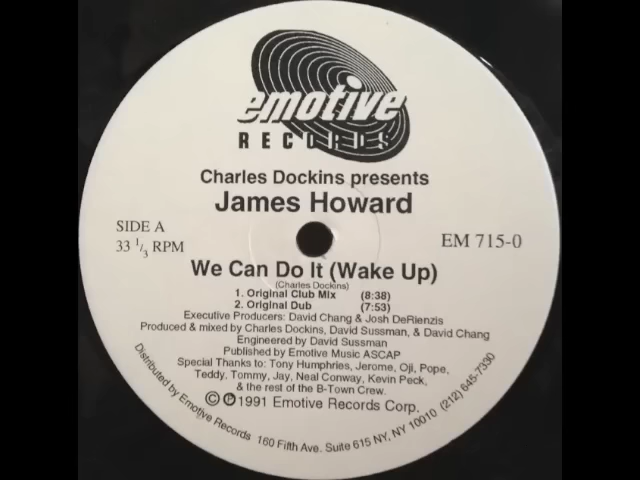 emotive
RECORDS
Charles Dockins presents
James Howard
SIDE A
33 1/3 RPM
EM 715-0
We Can Do It (Wake Up)
(Charles Dockins)
1. Original Club Mix (8:38)
2. Original Dub (7:53)
Executive Producers: David Chang & Josh DeRienzis
Produced & mixed by Charles Dockins, David Sussman, & David Chang
Engineered by David Sussman
Published by Emotive Music ASCAP
Special Thanks to: Tony Humphries, Jerome, Oji, Pope,
Teddy, Tommy, Jay, Neal Conway, Kevin Peck,
& the rest of the B-Town Crew.
© ℗ 1991 Emotive Records Corp.
Distributed by Emotive Records 160 Fifth Ave. Suite 615 NY, NY 10010 (212) 645-7330